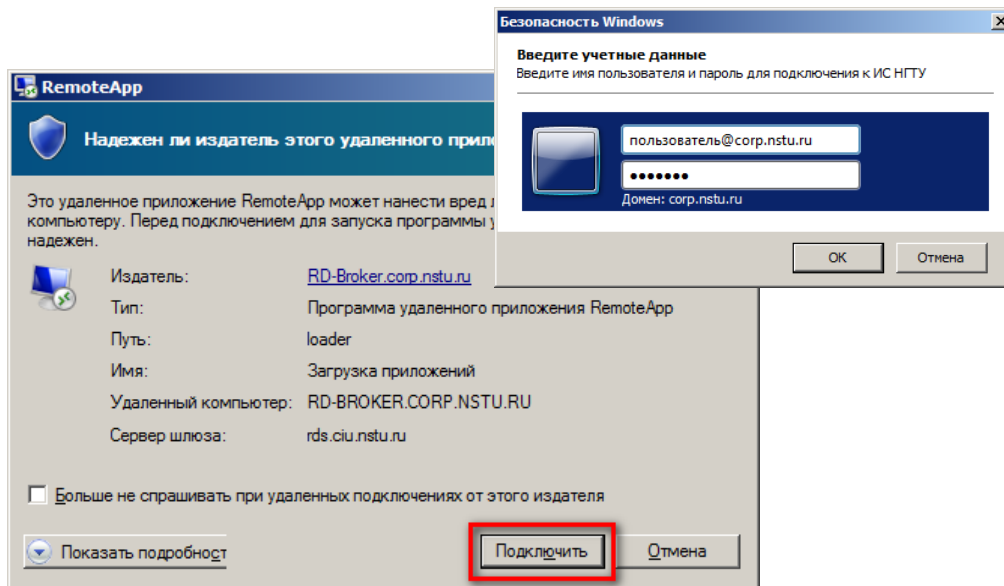 Безопасность Windows
Введите учетные данные
Введите имя пользователя и пароль для подключения к ИС НГТУ
пользователь@corp.nstu.ru
Домен: corp.nstu.ru
OK
Отмена
RemoteApp
Надежен ли издатель этого удаленного
Это удаленное приложение RemoteApp может нанести вред
компьютеру. Перед подключением для запуска программы
надежен.
Издатель: RD-Broker.corp.nstu.ru
Тип: Программа удаленного приложения RemoteApp
Путь: loader
Имя: Загрузка приложений
Удаленный компьютер: RD-BROKER.CORP.NSTU.RU
Сервер шлюза: rds.ciu.nstu.ru
Больше не спрашивать при удаленных подключениях от этого издателя
Показать подробност
Подключить
Отмена